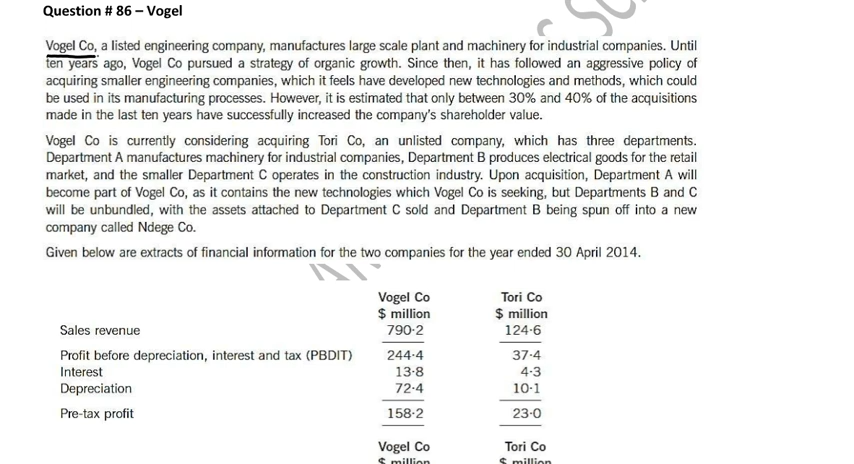 Question # 86 – Vogel
Vogel Co, a listed engineering company, manufactures large scale plant and machinery for industrial companies. Until
ten years ago, Vogel Co pursued a strategy of organic growth. Since then, it has followed an aggressive policy of
acquiring smaller engineering companies, which it feels have developed new technologies and methods, which could
be used in its manufacturing processes. However, it is estimated that only between 30% and 40% of the acquisitions
made in the last ten years have successfully increased the company's shareholder value.
Vogel Co is currently considering acquiring Tori Co, an unlisted company, which has three departments.
Department A manufactures machinery for industrial companies, Department B produces electrical goods for the retail
market, and the smaller Department C operates in the construction industry. Upon acquisition, Department A will
become part of Vogel Co, as it contains the new technologies which Vogel Co is seeking, but Departments B and C
will be unbundled, with the assets attached to Department C sold and Department B being spun off into a new
company called Ndege Co.
Given below are extracts of financial information for the two companies for the year ended 30 April 2014.
Vogel Co Tori Co
$ million $ million
Sales revenue 790·2 124·6
Profit before depreciation, interest and tax (PBDIT) 244·4 37·4
Interest 13·8 4·3
Depreciation 72·4 10·1
Pre-tax profit 158·2 23·0
Vogel Co Tori Co
$ million $ million